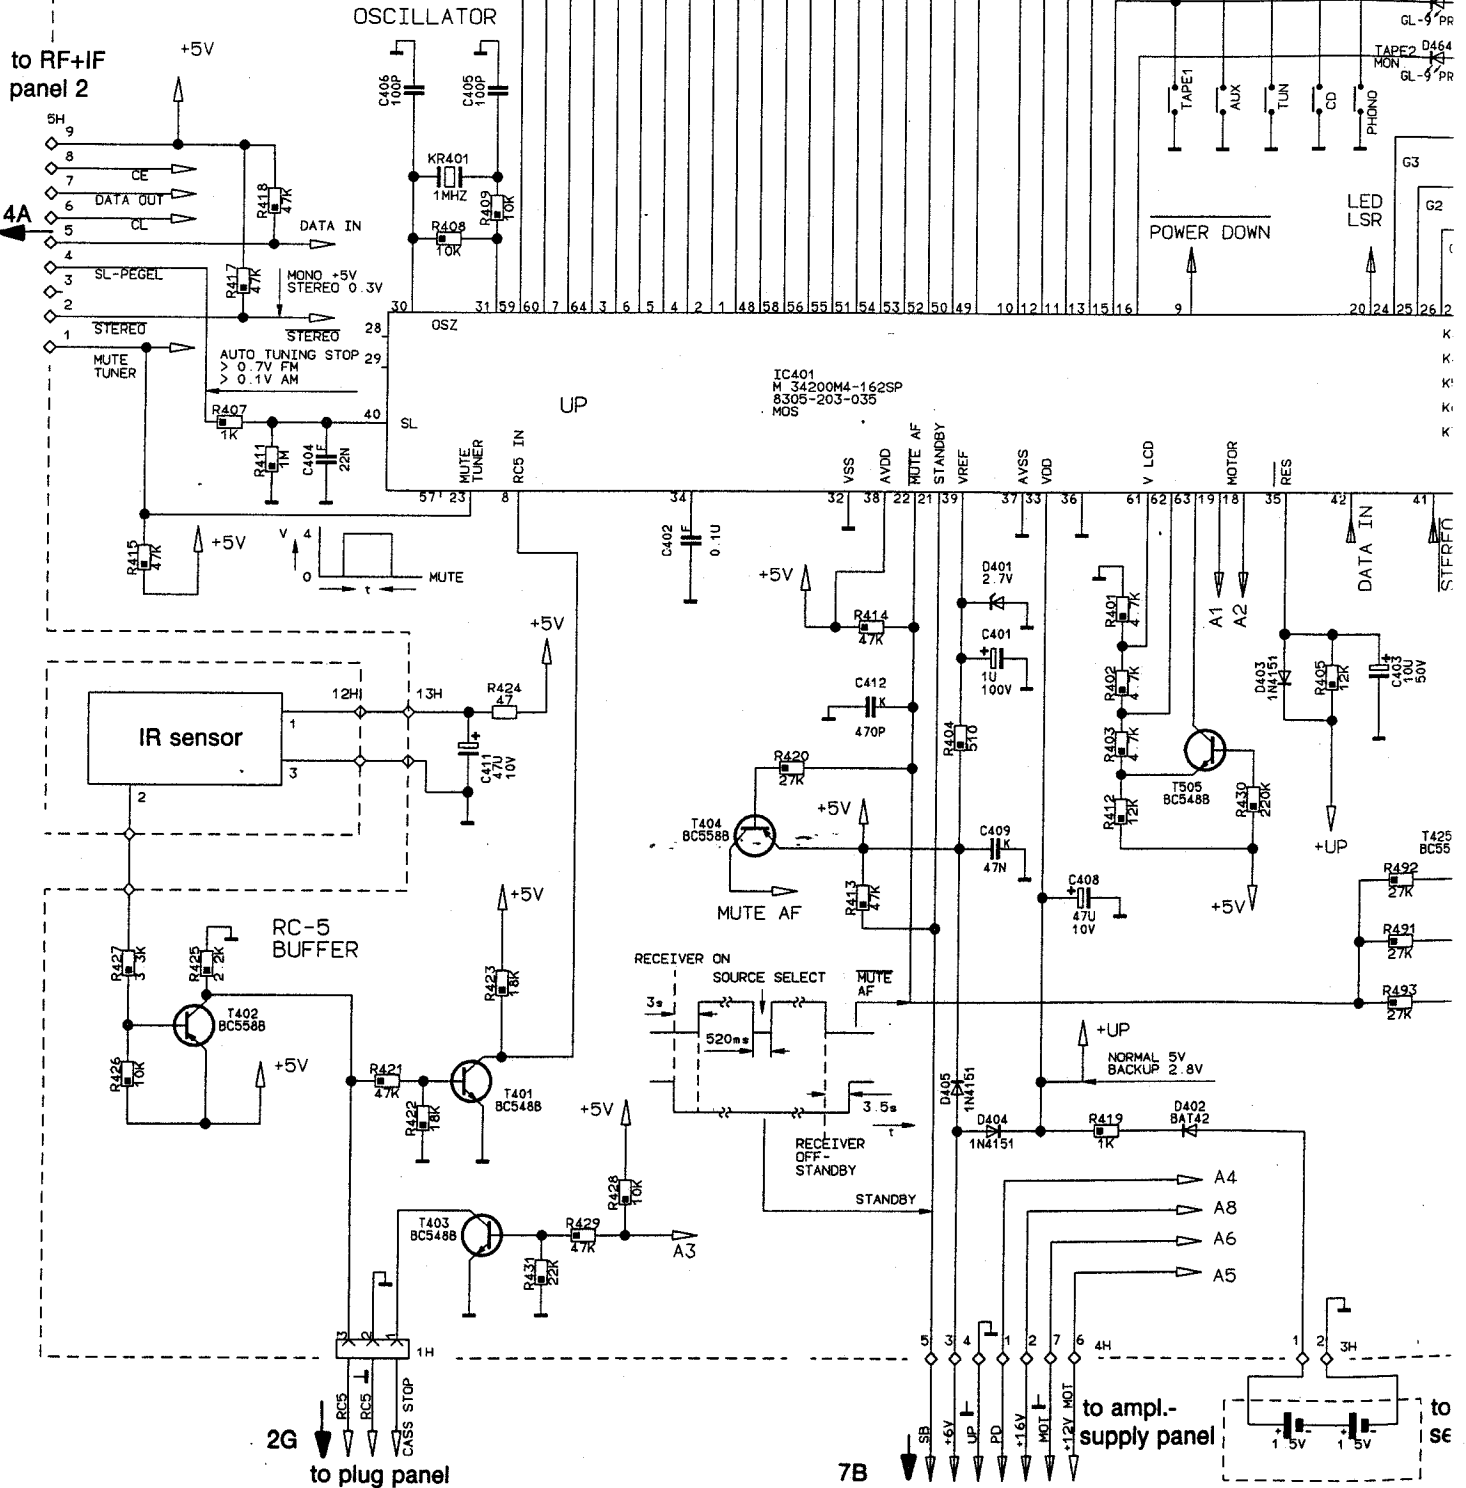 OSCILLATOR
to RF+IF
panel 2
+5V
5H
9
8
7
6
5
4
3
2
1
CE
DATA OUT
CL
4A
SL-PEGEL
STEREO
MUTE
TUNER
R418
47K
DATA IN
R417
47K
MONO +5V
STEREO 0.3V
STEREO
AUTO TUNING STOP
> 0.7V FM
> 0.1V AM
R407
1K
R411
1M
C404
F
22N
C406
100P
C405
100P
KR401
1MHZ
R409
10K
R408
10K
TAPE1
AUX
TUN
CD
PHONO
GL-9 PR
TAPE2
MON
D464
GL-9 PR
G3
G2
LED
LSR
POWER DOWN
30
31
59
60
7
64
3
6
5
4
2
1
48
58
56
55
51
54
53
52
50
49
10
12
11
13
15
16
9
20
24
25
26
2
OSZ
28
29
40
SL
UP
IC401
M 34200M4-162SP
8305-203-035
MOS
MUTE
TUNER
RC5 IN
VSS
AVDD
MUTE AF
STANDBY
VREF
AVSS
VDD
V LCD
MOTOR
RES
57
23
8
34
32
38
22
21
39
37
33
36
61
62
63
19
18
35
42
41
R415
47K
+5V
V
4
0
t
MUTE
C402
F
0.1U
+5V
R414
47K
D401
2.7V
C401
1U
100V
C412
K
470P
R404
510
R401
4.7K
R402
4.7K
R403
4.7K
R412
12K
A1
A2
D403
1N4151
R405
12K
C403
10U
50V
DATA IN
STEREO
T505
BC548B
R430
220K
+UP
+5V
+5V
12H
13H
R424
47
IR sensor
1
3
2
C411
47U
10V
R420
27K
T404
BC558B
+5V
R413
47K
C409
K
47N
MUTE AF
C408
47U
10V
T425
BC55
R492
27K
R491
27K
R493
27K
RC-5
BUFFER
R427
3.3K
R425
2.2K
T402
BC558B
R426
10K
+5V
+5V
R423
18K
R421
47K
R422
18K
T401
BC548B
RECEIVER ON
SOURCE SELECT
MUTE
AF
3s
520ms
3.5s
t
RECEIVER
OFF-
STANDBY
STANDBY
+UP
NORMAL 5V
BACKUP 2.8V
D405
1N4151
D404
1N4151
R419
1K
D402
BAT42
+5V
R428
10K
T403
BC548B
R429
47K
R431
22K
A3
A4
A8
A6
A5
3
2
1
1H
RC5
RC5
CASS STOP
2G
to plug panel
5
3
4
1
2
7
6
4H
SB
+6V
UP
PD
+16V
MOT
+12V MOT
7B
to ampl.-
supply panel
1
2
3H
1.5V
1.5V
to